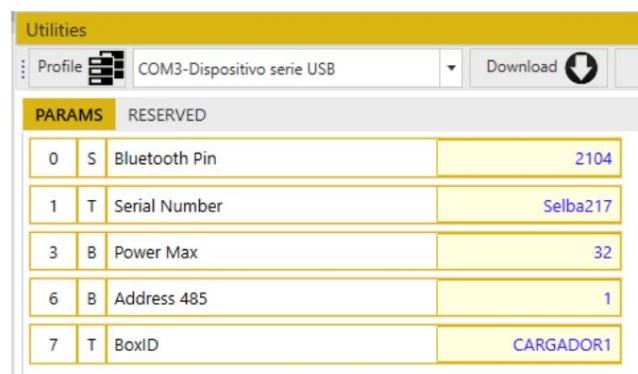 Utilities
Profile COM3-Dispositivo serie USB Download
PARAMS RESERVED
0 S Bluetooth Pin 2104
1 T Serial Number Selba217
3 B Power Max 32
6 B Address 485 1
7 T BoxID CARGADOR1